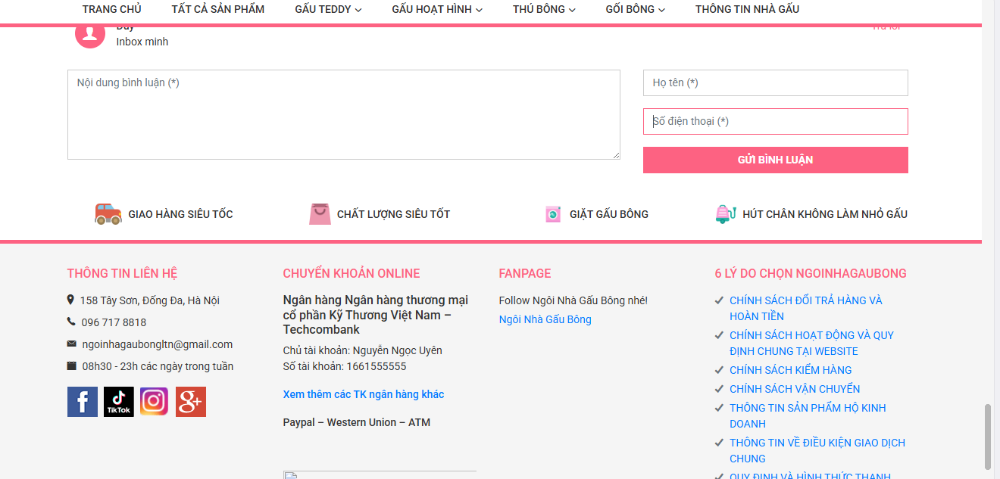 TRANG CHỦ TẤT CẢ SẢN PHẨM GẤU TEDDY GẤU HOẠT HÌNH THÚ BÔNG GỐI BÔNG THÔNG TIN NHÀ GẤU
Duy
Trả lời
Inbox minh
Nội dung bình luận (*)
Họ tên (*)
Số điện thoại (*)
GỬI BÌNH LUẬN
GIAO HÀNG SIÊU TỐC CHẤT LƯỢNG SIÊU TỐT GIẶT GẤU BÔNG HÚT CHÂN KHÔNG LÀM NHỎ GẤU
THÔNG TIN LIÊN HỆ
158 Tây Sơn, Đống Đa, Hà Nội
096 717 8818
ngoinhagaubongltn@gmail.com
08h30 - 23h các ngày trong tuần
f TikTok g+
CHUYỂN KHOẢN ONLINE
Ngân hàng Ngân hàng thương mại
cổ phần Kỹ Thương Việt Nam –
Techcombank
Chủ tài khoản: Nguyễn Ngọc Uyên
Số tài khoản: 1661555555
Xem thêm các TK ngân hàng khác
Paypal – Western Union – ATM
FANPAGE
Follow Ngôi Nhà Gấu Bông nhé!
Ngôi Nhà Gấu Bông
6 LÝ DO CHỌN NGOINHAGAUBONG
CHÍNH SÁCH ĐỔI TRẢ HÀNG VÀ
HOÀN TIỀN
CHÍNH SÁCH HOẠT ĐỘNG VÀ QUY
ĐỊNH CHUNG TẠI WEBSITE
CHÍNH SÁCH KIỂM HÀNG
CHÍNH SÁCH VẬN CHUYỂN
THÔNG TIN SẢN PHẨM HỘ KINH
DOANH
THÔNG TIN VỀ ĐIỀU KIỆN GIAO DỊCH
CHUNG
QUY ĐỊNH VÀ HÌNH THỨC THANH